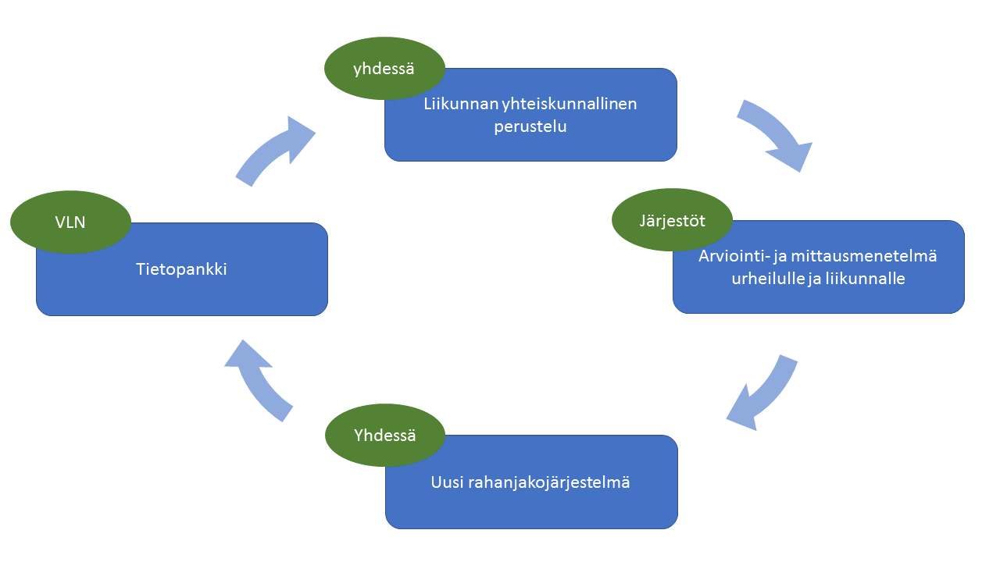 yhdessä
Liikunnan yhteiskunnallinen
perustelu
Järjestöt
Arviointi- ja mittausmenetelmä
urheilulle ja liikunnalle
Yhdessä
Uusi rahanjakojärjestelmä
VLN
Tietopankki